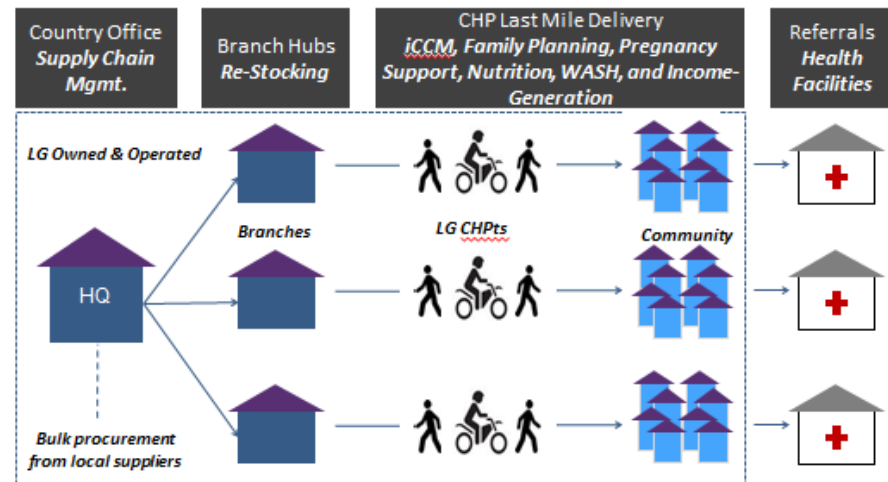 Country Office
Supply Chain
Mgmt.
Branch Hubs
Re-Stocking
CHP Last Mile Delivery
iCCM, Family Planning, Pregnancy
Support, Nutrition, WASH, and Income-
Generation
Referrals
Health
Facilities
LG Owned & Operated
Branches
LG CHPts
Community
HQ
Bulk procurement
from local suppliers